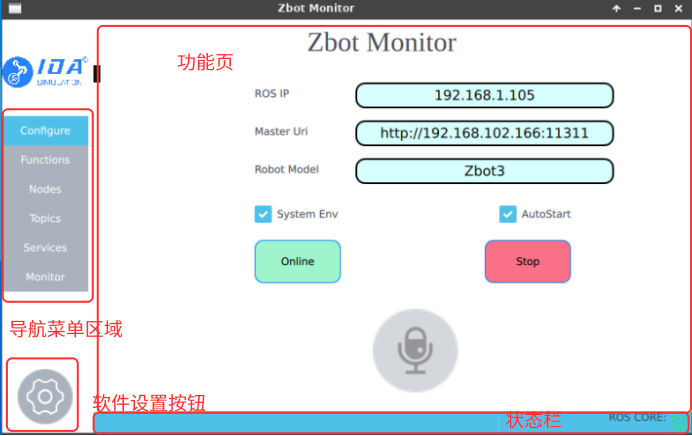 Zbot Monitor
Zbot Monitor
功能页
IDA
SIMULATION
ROS IP
192.168.1.105
Master Uri
http://192.168.102.166:11311
Robot Model
Zbot3
System Env
AutoStart
Online
Stop
Configure
Functions
Nodes
Topics
Services
Monitor
导航菜单区域
软件设置按钮
状态栏
ROS CORE: